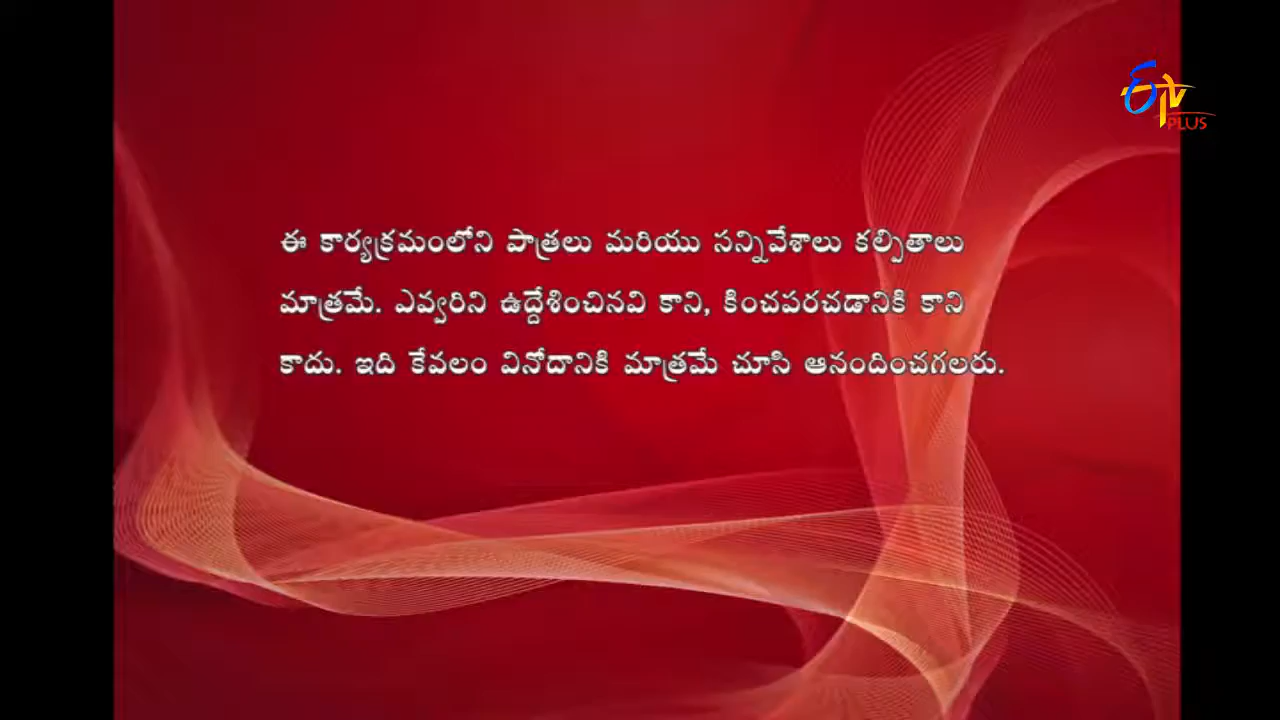 ఈ కార్యక్రమంలోని పాత్రలు మరియు సన్నివేశాలు కల్పితాలు
మాత్రమే. ఎవ్వరిని ఉద్దేశించినవి కాని, కించపరచడానికి కాని
కాదు. ఇది కేవలం వినోదానికి మాత్రమే చూసి ఆనందించగలరు.
ETV
PLUS